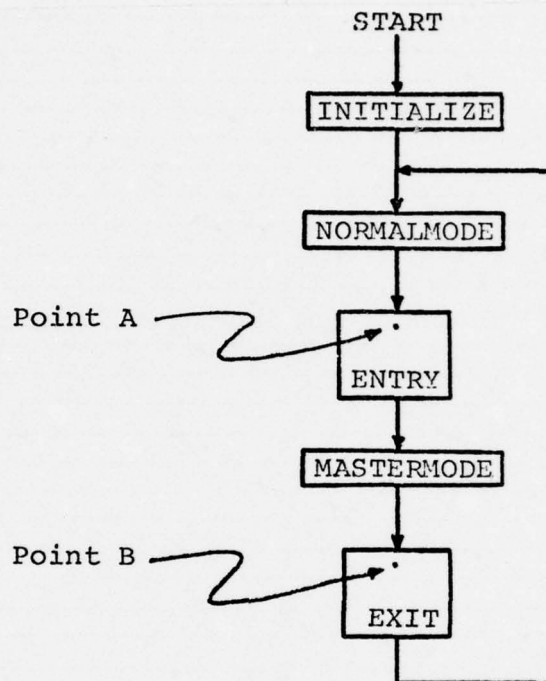 START
INITIALIZE
NORMALMODE
Point A
ENTRY
MASTERMODE
Point B
EXIT